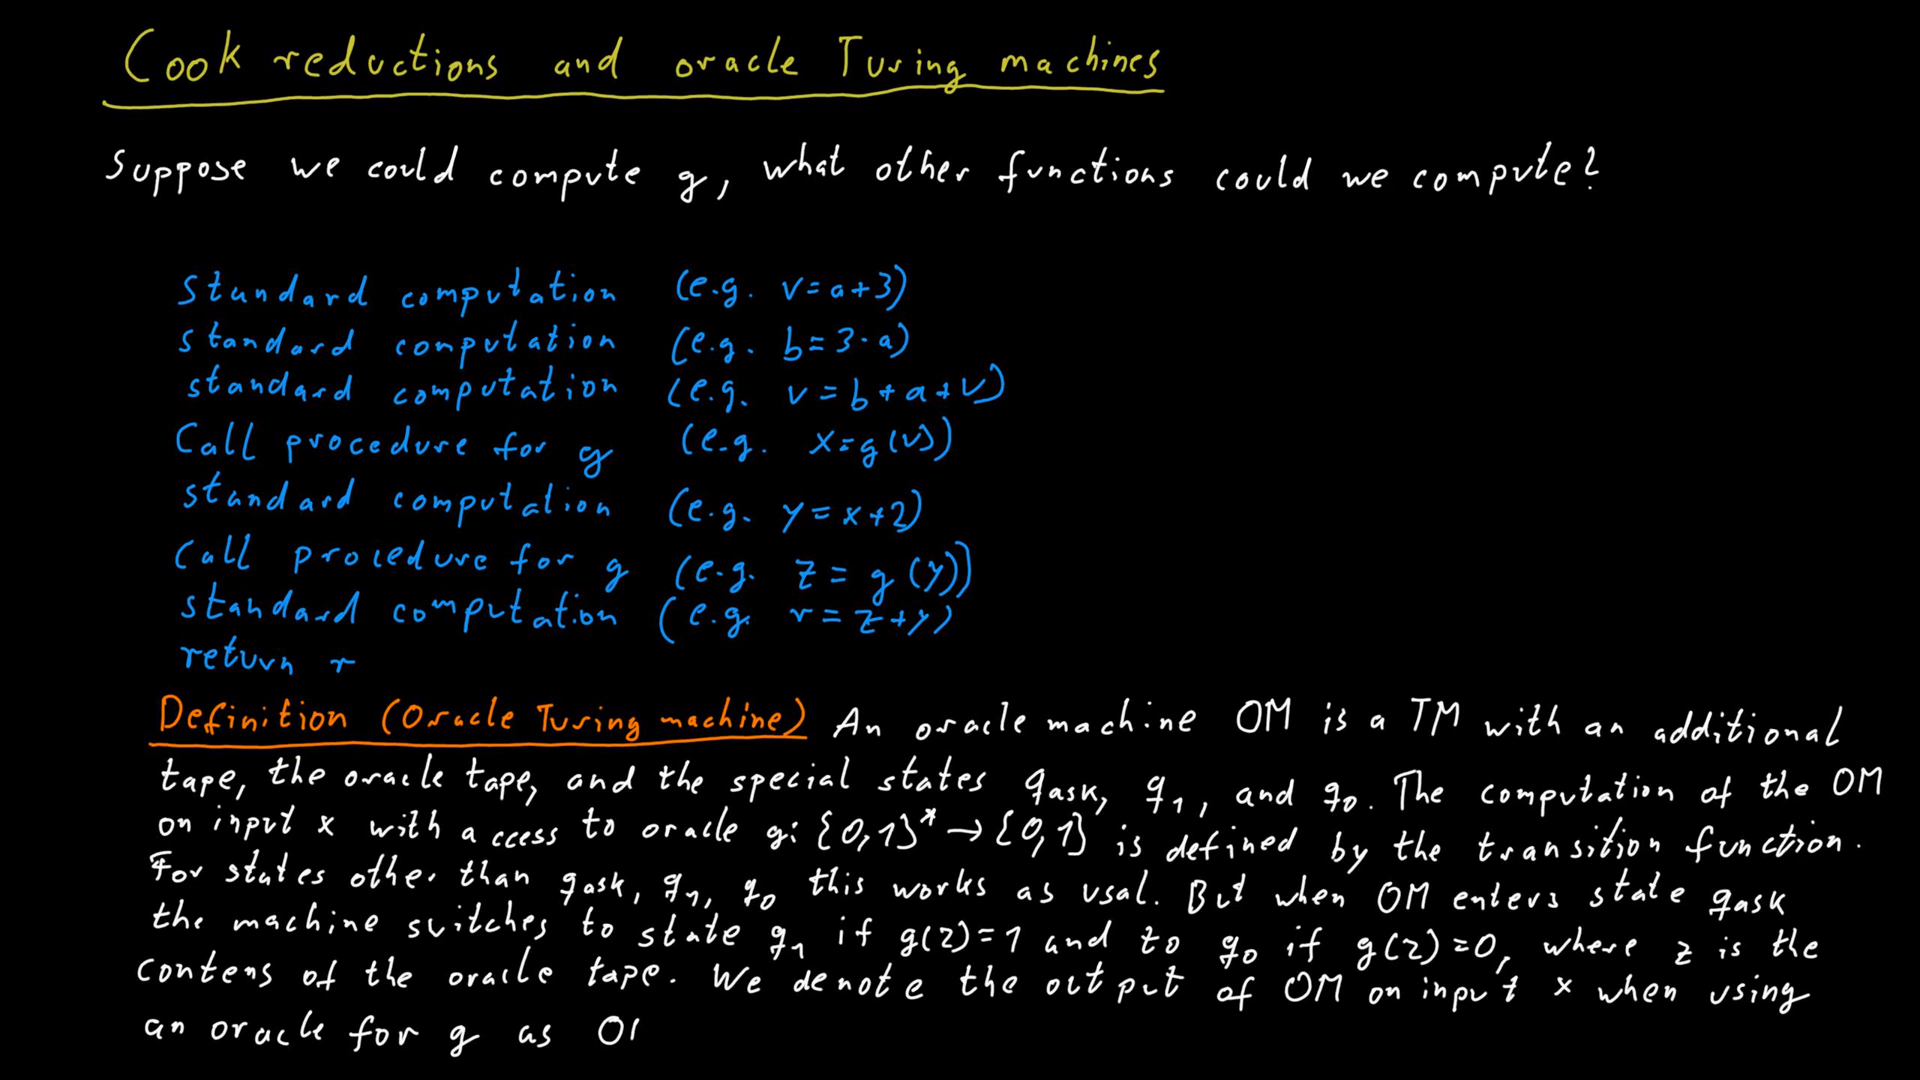 Cook reductions and oracle Turing machines
Suppose we could compute g, what other functions could we compute?
Standard computation (e.g. v=a+3)
standard computation (e.g. b=3·a)
standard computation (e.g. v=b+a+v)
Call procedure for g (e.g. x=g(v))
standard computation (e.g. y=x+2)
Call procedure for g (e.g. z=g(y))
standard computation (e.g. r=z+y)
return r
Definition (Oracle Turing machine) An oracle machine OM is a TM with an additional
tape, the oracle tape, and the special states qask, q1, and q0. The computation of the OM
on input x with access to oracle g: {0,1}* → {0,1} is defined by the transition function.
For states other than qask, q1, q0 this works as usal. But when OM enters state qask
the machine switches to state q1 if g(z)=1 and to q0 if g(z)=0, where z is the
contens of the oracle tape. We denote the output of OM on input x when using
an oracle for g as OI